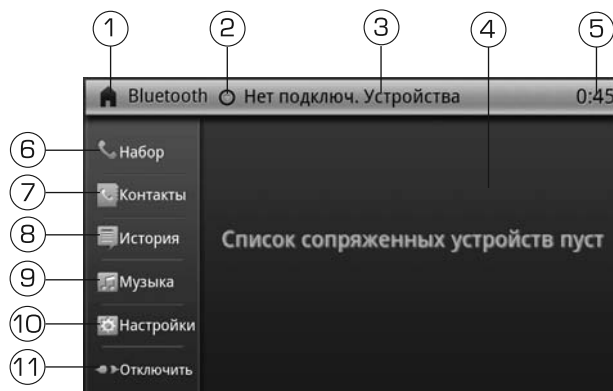 1 2 3 4 5
Bluetooth Нет подключ. Устройства 0:45
6 Набор
7 Контакты
8 История
Список сопряженных устройств пуст
9 Музыка
10 Настройки
11 Отключить